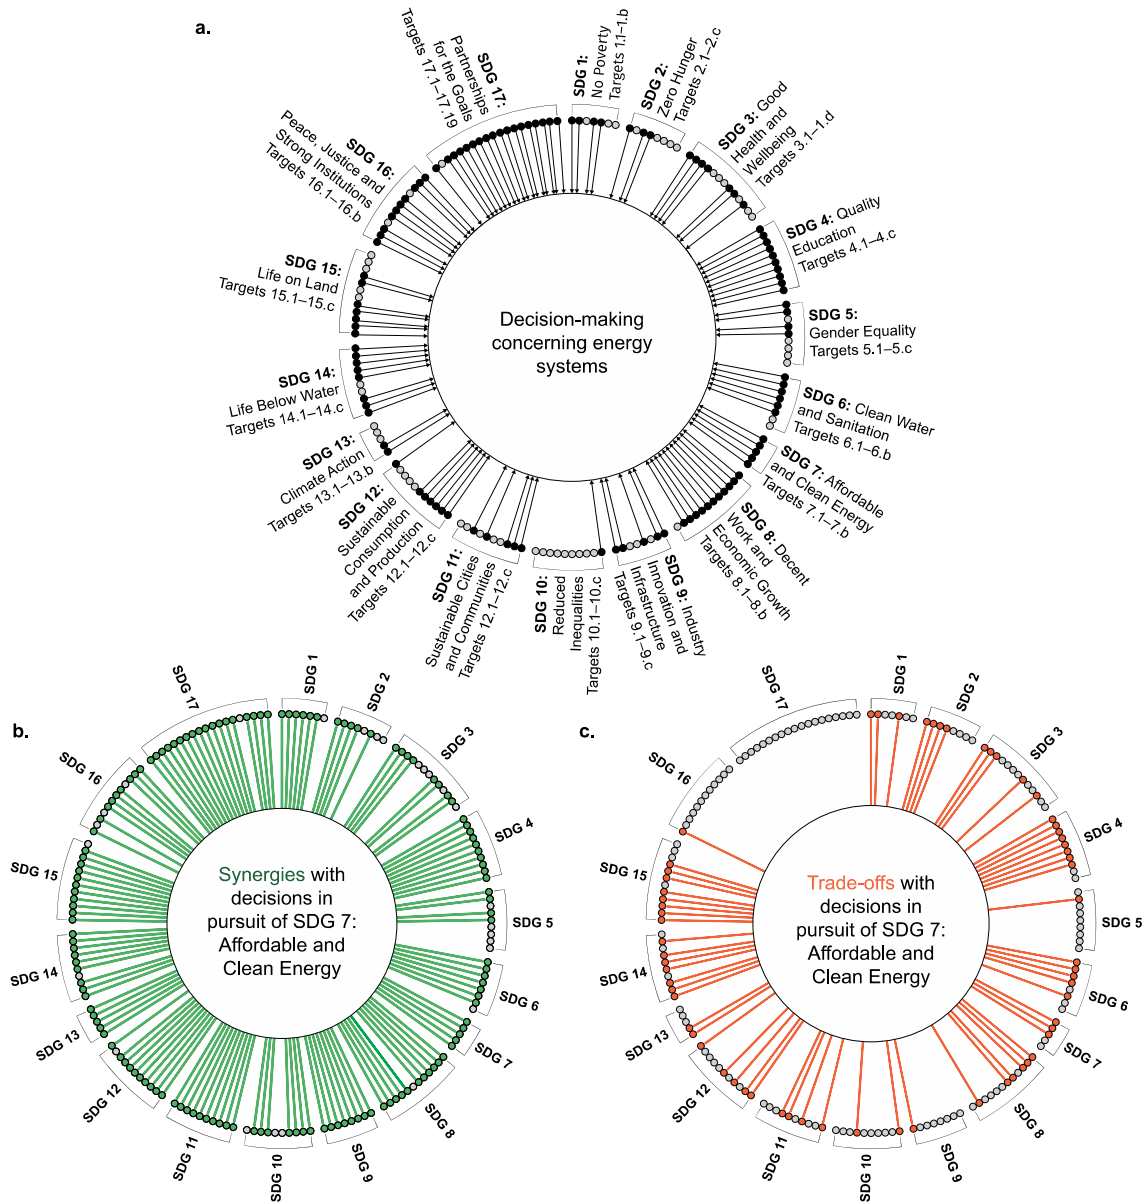 a.
SDG 1:
No Poverty
Targets 1.1–1.b
SDG 2:
Zero Hunger
Targets 2.1–2.c
SDG 3: Good
Health and
Wellbeing
Targets 3.1–1.d
SDG 4: Quality
Education
Targets 4.1–4.c
SDG 5:
Gender Equality
Targets 5.1–5.c
SDG 6: Clean Water
and Sanitation
Targets 6.1–6.b
SDG 7: Affordable
and Clean Energy
Targets 7.1–7.b
SDG 8: Decent
Work and
Economic Growth
Targets 8.1–8.b
SDG 9: Industry
Innovation and
Infrastructure
Targets 9.1–9.c
SDG 10:
Reduced
Inequalities
Targets 10.1–10.c
SDG 11:
Sustainable Cities
and Communities
Targets 12.1–12.c
SDG 12:
Sustainable
Consumption
and Production
Targets 12.1–12.c
SDG 13:
Climate Action
Targets 13.1–13.b
SDG 14:
Life Below Water
Targets 14.1–14.c
SDG 15:
Life on Land
Targets 15.1–15.c
SDG 16:
Peace, Justice and
Strong Institutions
Targets 16.1–16.b
SDG 17:
Partnerships
for the Goals
Targets 17.1–17.19
Decision-making
concerning energy
systems
b.
SDG 1
SDG 2
SDG 3
SDG 4
SDG 5
SDG 6
SDG 7
SDG 8
SDG 9
SDG 10
SDG 11
SDG 12
SDG 13
SDG 14
SDG 15
SDG 16
SDG 17
Synergies with
decisions in
pursuit of SDG 7:
Affordable and
Clean Energy
c.
SDG 1
SDG 2
SDG 3
SDG 4
SDG 5
SDG 6
SDG 7
SDG 8
SDG 9
SDG 10
SDG 11
SDG 12
SDG 13
SDG 14
SDG 15
SDG 16
SDG 17
Trade-offs with
decisions in
pursuit of SDG 7:
Affordable and
Clean Energy